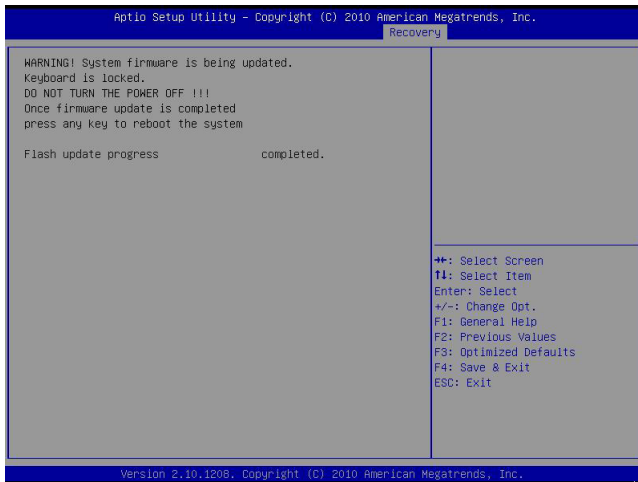 Aptio Setup Utility – Copyright (C) 2010 American Megatrends, Inc.
Recovery
WARNING! System firmware is being updated.
Keyboard is locked.
DO NOT TURN THE POWER OFF !!!
Once firmware update is completed
press any key to reboot the system
Flash update progress completed.
→←: Select Screen
↑↓: Select Item
Enter: Select
+/-: Change Opt.
F1: General Help
F2: Previous Values
F3: Optimized Defaults
F4: Save & Exit
ESC: Exit
Version 2.10.1208. Copyright (C) 2010 American Megatrends, Inc.